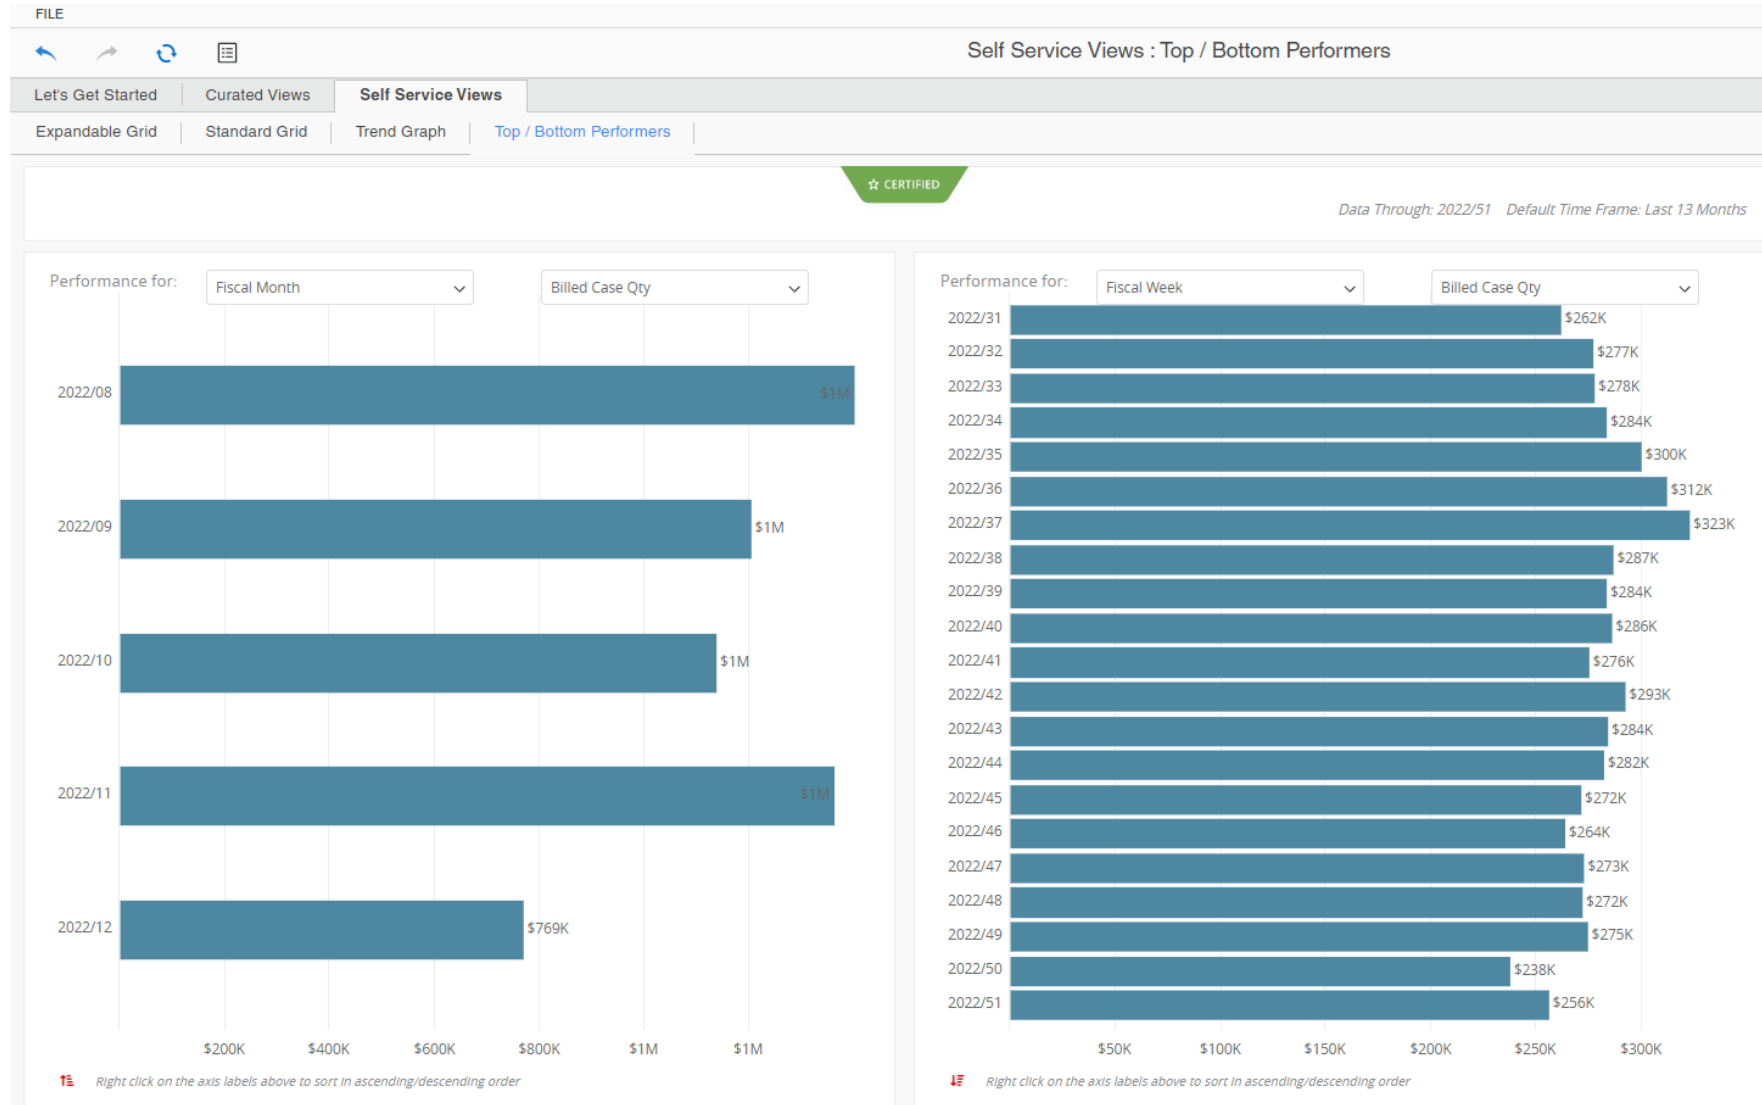 FILE
Self Service Views : Top / Bottom Performers
Let's Get Started
Curated Views
Self Service Views
Expandable Grid
Standard Grid
Trend Graph
Top / Bottom Performers
CERTIFIED
Data Through: 2022/51 Default Time Frame: Last 13 Months
Performance for:
Fiscal Month
Billed Case Qty
2022/08 $1M
2022/09 $1M
2022/10 $1M
2022/11 $1M
2022/12 $769K
$200K $400K $600K $800K $1M $1M
Right click on the axis labels above to sort in ascending/descending order
Performance for:
Fiscal Week
Billed Case Qty
2022/31 $262K
2022/32 $277K
2022/33 $278K
2022/34 $284K
2022/35 $300K
2022/36 $312K
2022/37 $323K
2022/38 $287K
2022/39 $284K
2022/40 $286K
2022/41 $276K
2022/42 $293K
2022/43 $284K
2022/44 $282K
2022/45 $272K
2022/46 $264K
2022/47 $273K
2022/48 $272K
2022/49 $275K
2022/50 $238K
2022/51 $256K
$50K $100K $150K $200K $250K $300K
Right click on the axis labels above to sort in ascending/descending order